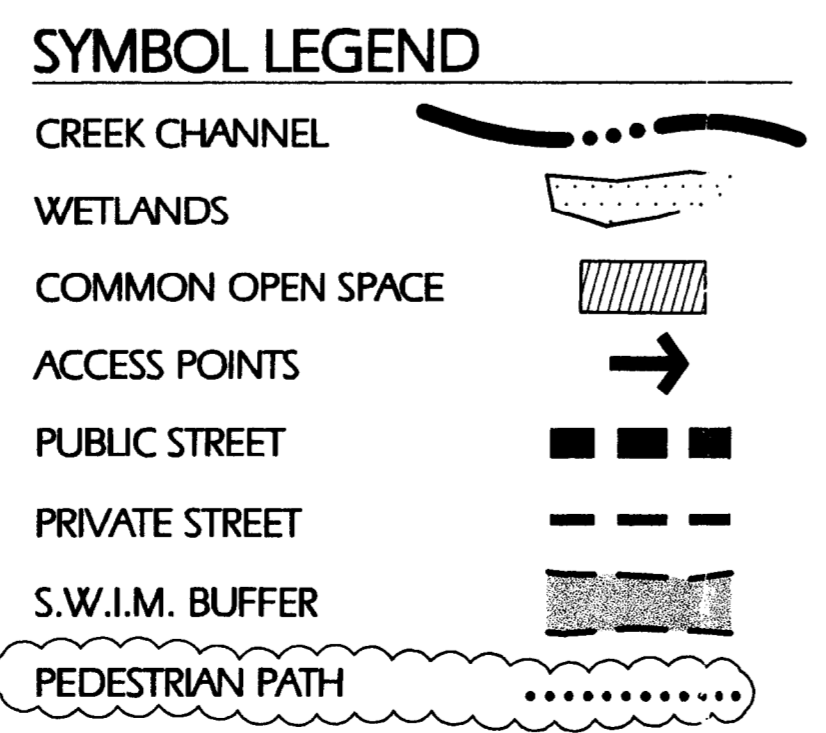 SYMBOL LEGEND
CREEK CHANNEL
WETLANDS
COMMON OPEN SPACE
ACCESS POINTS
PUBLIC STREET
PRIVATE STREET
S.W.I.M. BUFFER
PEDESTRIAN PATH